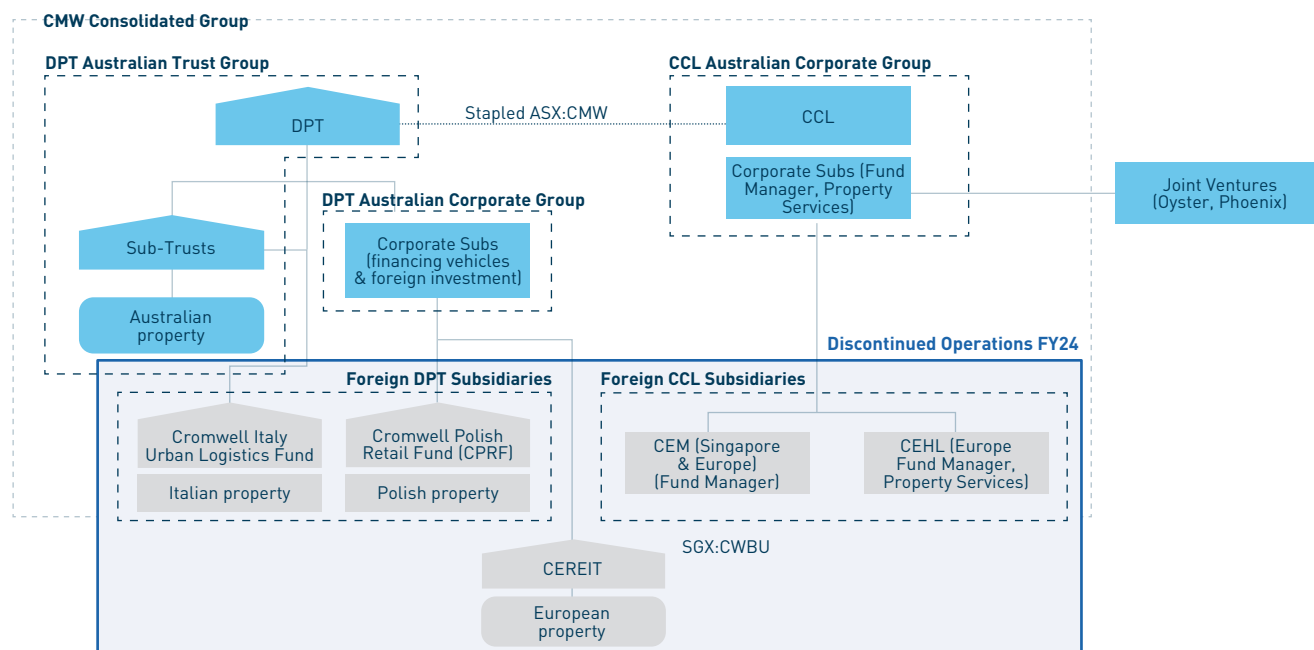 CMW Consolidated Group
DPT Australian Trust Group
CCL Australian Corporate Group
DPT
Stapled ASX:CMW
CCL
Corporate Subs (Fund
Manager, Property
Services)
Joint Ventures
(Oyster, Phoenix)
DPT Australian Corporate Group
Sub-Trusts
Corporate Subs
(financing vehicles
& foreign investment)
Australian
property
Discontinued Operations FY24
Foreign DPT Subsidiaries
Foreign CCL Subsidiaries
Cromwell Italy
Urban Logistics Fund
Cromwell Polish
Retail Fund (CPRF)
CEM (Singapore
& Europe)
(Fund Manager)
CEHL (Europe
Fund Manager,
Property Services)
Italian property
Polish property
SGX:CWBU
CEREIT
European
property